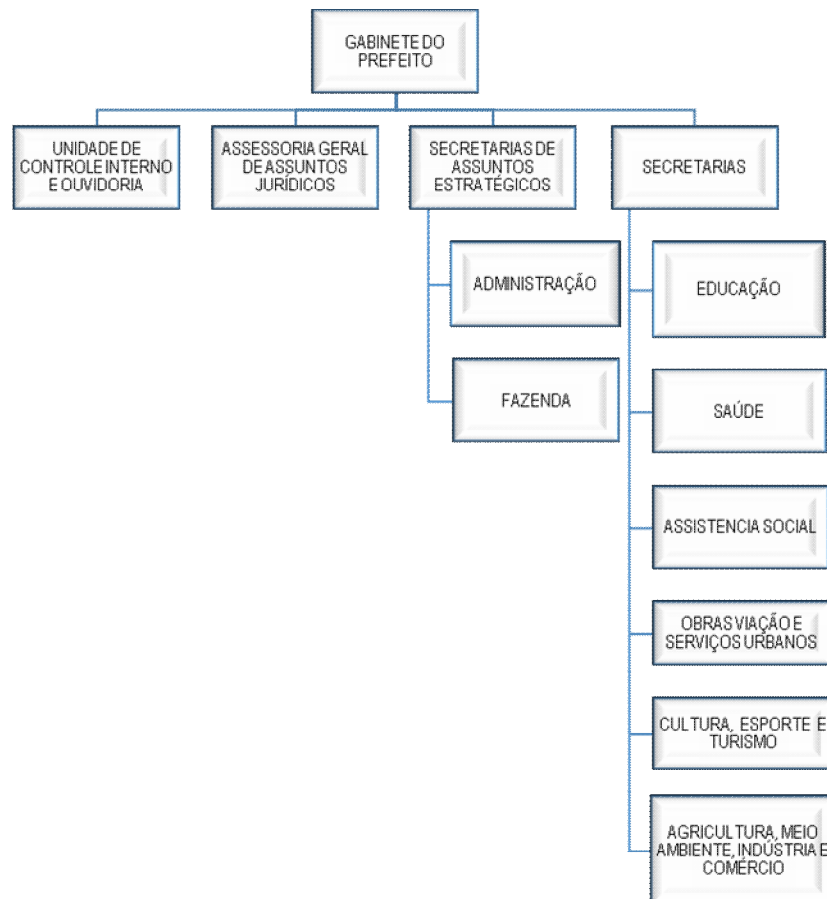 GABINETE DO
PREFEITO
UNIDADE DE
CONTROLE INTERNO
E OUVIDORIA
ASSESSORIA GERAL
DE ASSUNTOS
JURÍDICOS
SECRETARIAS DE
ASSUNTOS
ESTRATÉGICOS
SECRETARIAS
ADMINISTRAÇÃO
FAZENDA
EDUCAÇÃO
SAÚDE
ASSISTENCIA SOCIAL
OBRAS VIAÇÃO E
SERVIÇOS URBANOS
CULTURA, ESPORTE E
TURISMO
AGRICULTURA, MEIO
AMBIENTE, INDÚSTRIA E
COMÉRCIO